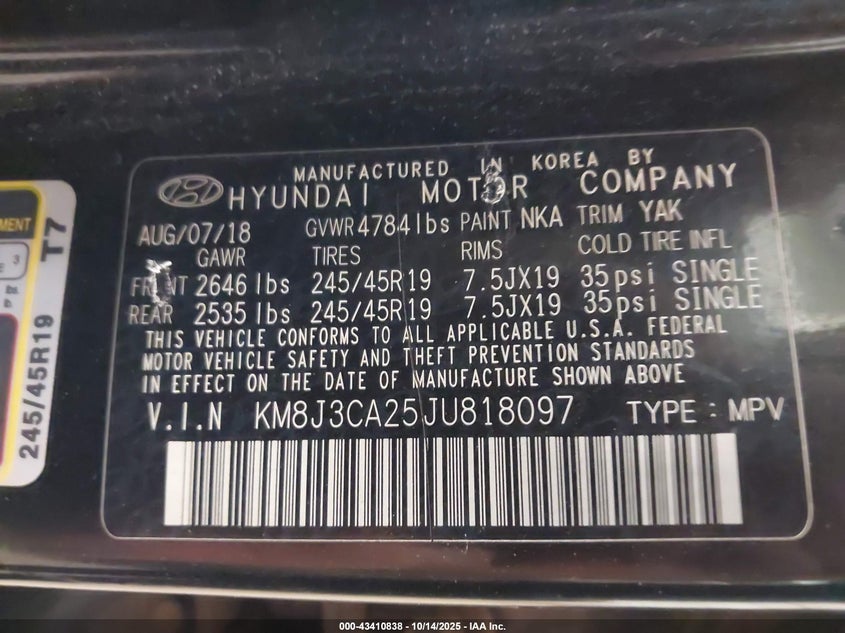 MANUFACTURED IN KOREA BY
HYUNDAI MOTOR COMPANY
AUG/07/18 GVWR 4784 lbs PAINT NKA TRIM YAK
GAWR TIRES RIMS COLD TIRE INFL
FRONT 2646 lbs 245/45R19 7.5JX19 35psi SINGLE
REAR 2535 lbs 245/45R19 7.5JX19 35psi SINGLE
THIS VEHICLE CONFORMS TO ALL APPLICABLE U.S.A. FEDERAL
MOTOR VEHICLE SAFETY AND THEFT PREVENTION STANDARDS
IN EFFECT ON THE DATE OF MANUFACTURE SHOWN ABOVE
V.I.N KM8J3CA25JU818097 TYPE : MPV
T7
245/45R19
3
000-43410838 - 10/14/2025 - IAA Inc.